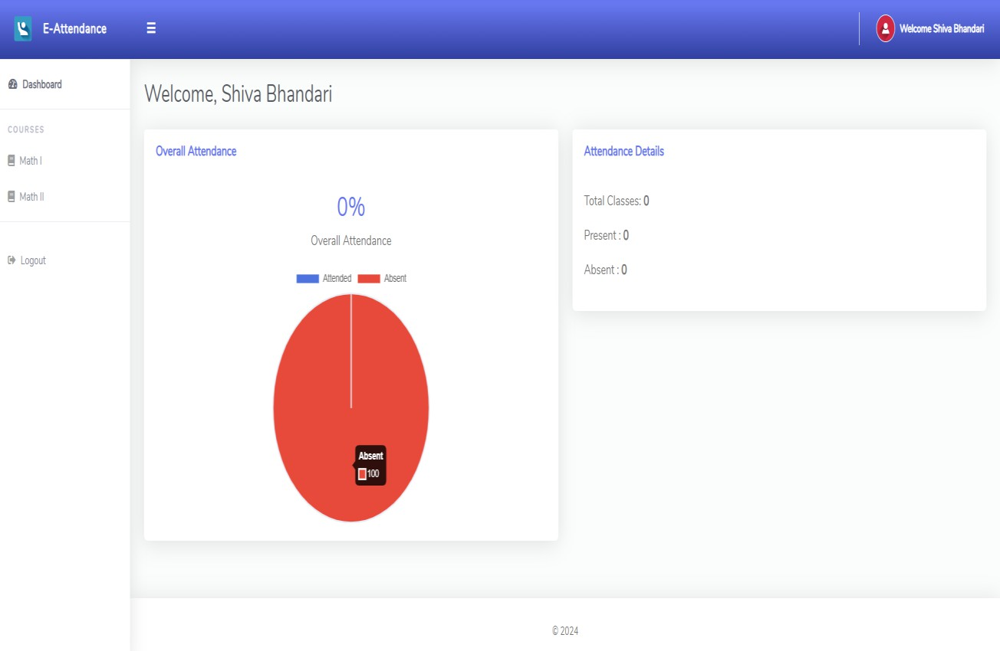 E-Attendance
Welcome Shiva Bhandari
Dashboard
COURSES
Math I
Math II
Logout
Welcome, Shiva Bhandari
Overall Attendance
0%
Overall Attendance
Attended Absent
Absent
100
Attendance Details
Total Classes: 0
Present : 0
Absent : 0
© 2024